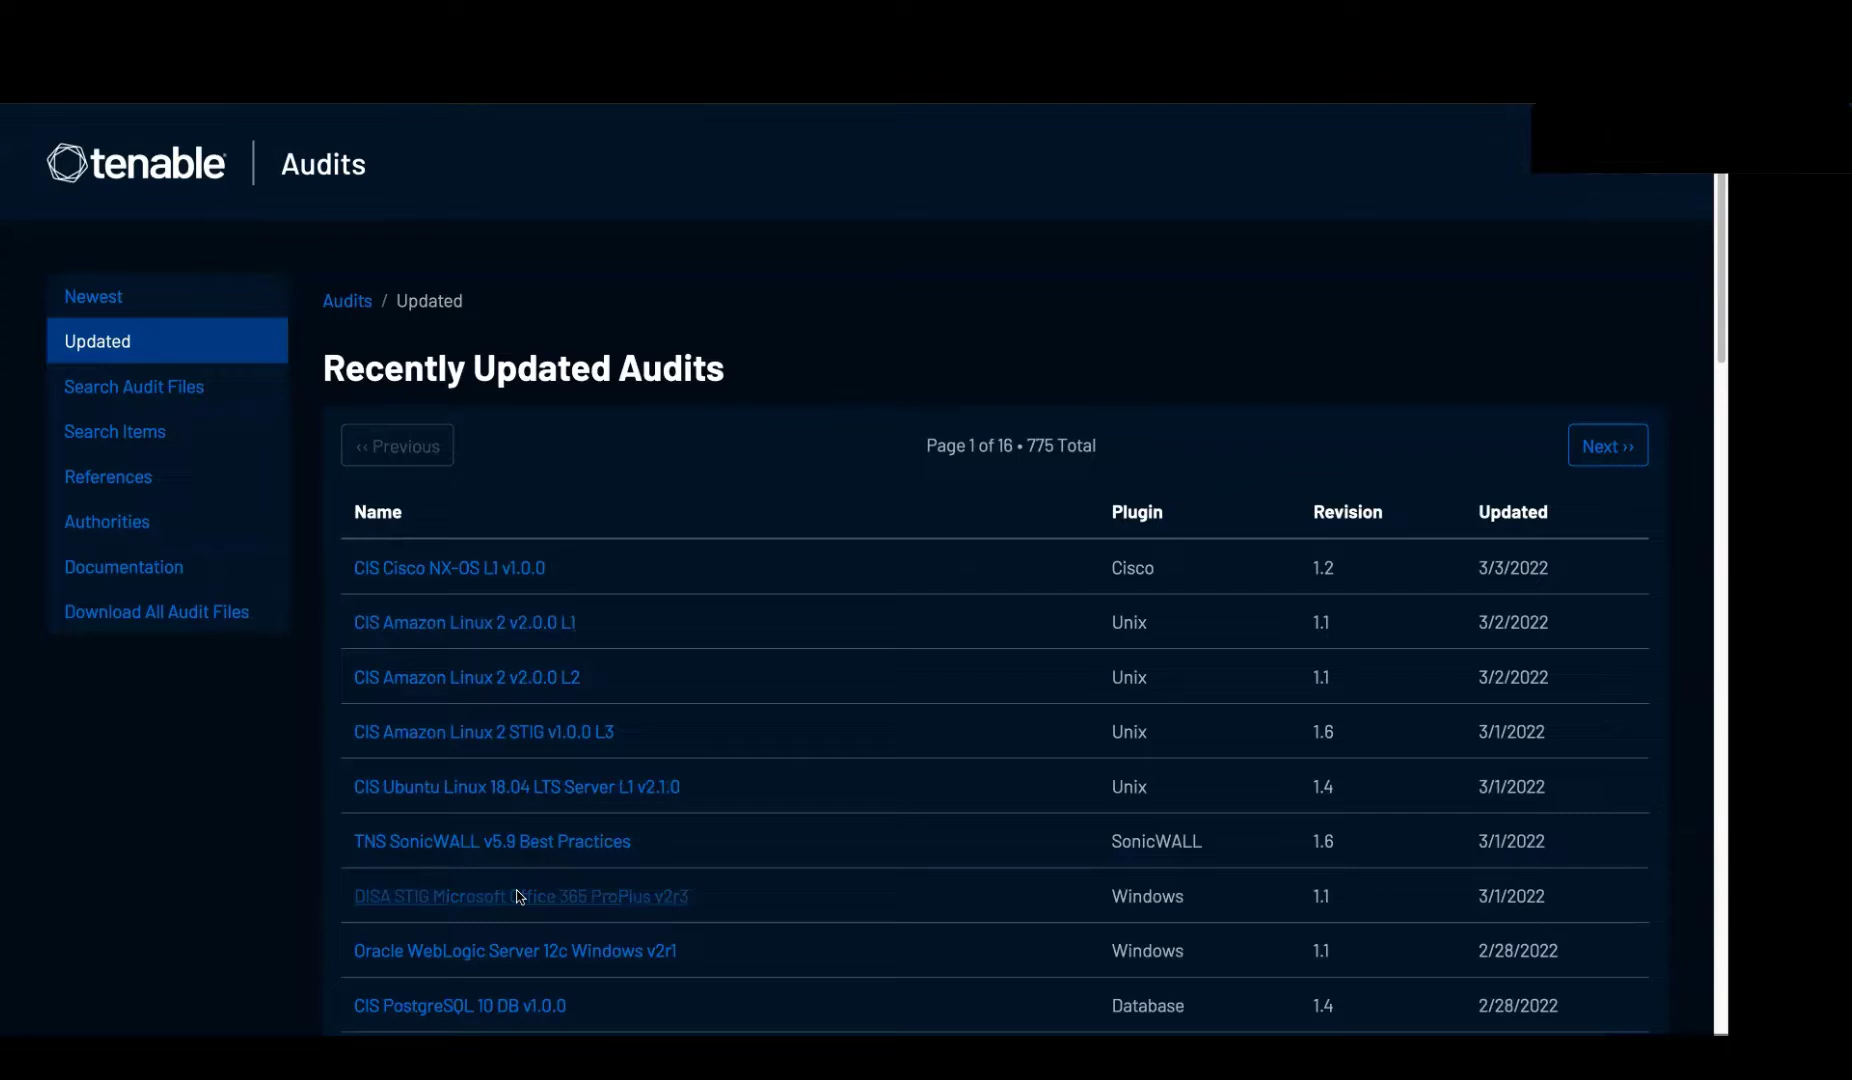 tenable | Audits
Newest
Updated
Search Audit Files
Search Items
References
Authorities
Documentation
Download All Audit Files
Audits / Updated
Recently Updated Audits
‹‹ Previous
Page 1 of 16 • 775 Total
Next ››
Name Plugin Revision Updated
CIS Cisco NX-OS L1 v1.0.0 Cisco 1.2 3/3/2022
CIS Amazon Linux 2 v2.0.0 L1 Unix 1.1 3/2/2022
CIS Amazon Linux 2 v2.0.0 L2 Unix 1.1 3/2/2022
CIS Amazon Linux 2 STIG v1.0.0 L3 Unix 1.6 3/1/2022
CIS Ubuntu Linux 18.04 LTS Server L1 v2.1.0 Unix 1.4 3/1/2022
TNS SonicWALL v5.9 Best Practices SonicWALL 1.6 3/1/2022
DISA STIG Microsoft Office 365 ProPlus v2r3 Windows 1.1 3/1/2022
Oracle WebLogic Server 12c Windows v2r1 Windows 1.1 2/28/2022
CIS PostgreSQL 10 DB v1.0.0 Database 1.4 2/28/2022